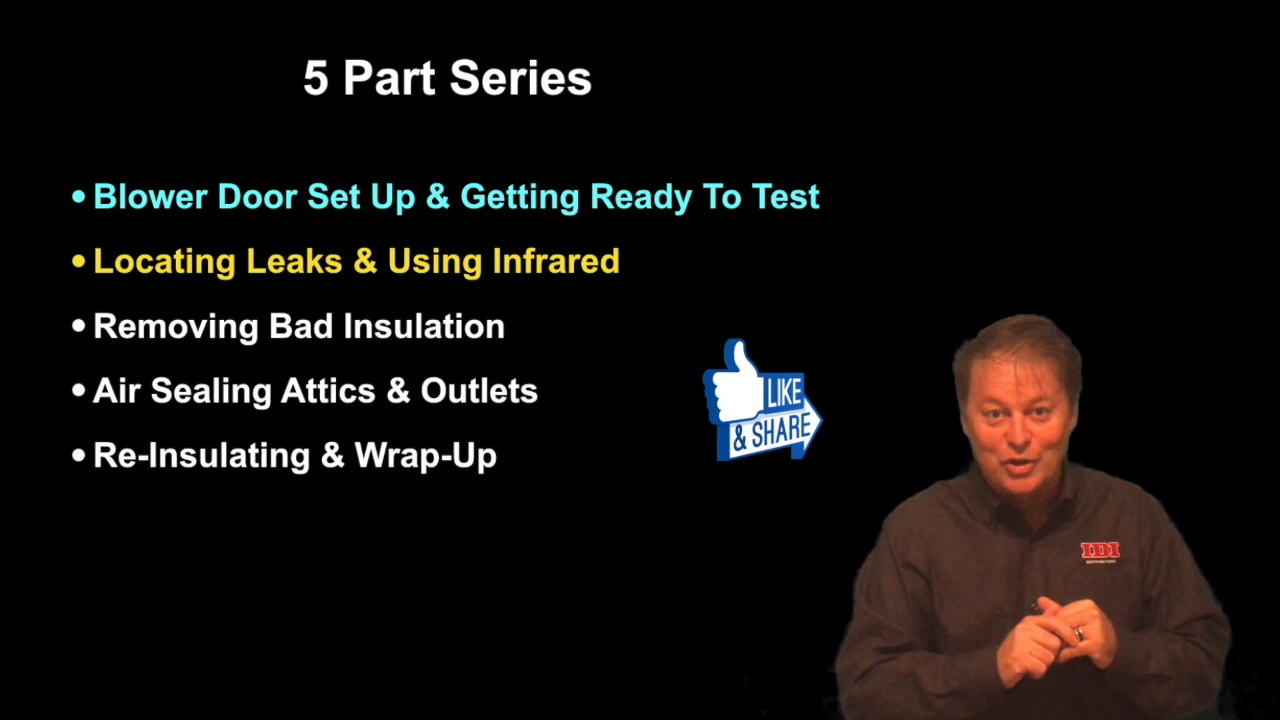 5 Part Series
• Blower Door Set Up & Getting Ready To Test
• Locating Leaks & Using Infrared
• Removing Bad Insulation
• Air Sealing Attics & Outlets
• Re-Insulating & Wrap-Up
LIKE
& SHARE
IDI
DISTRIBUTORS